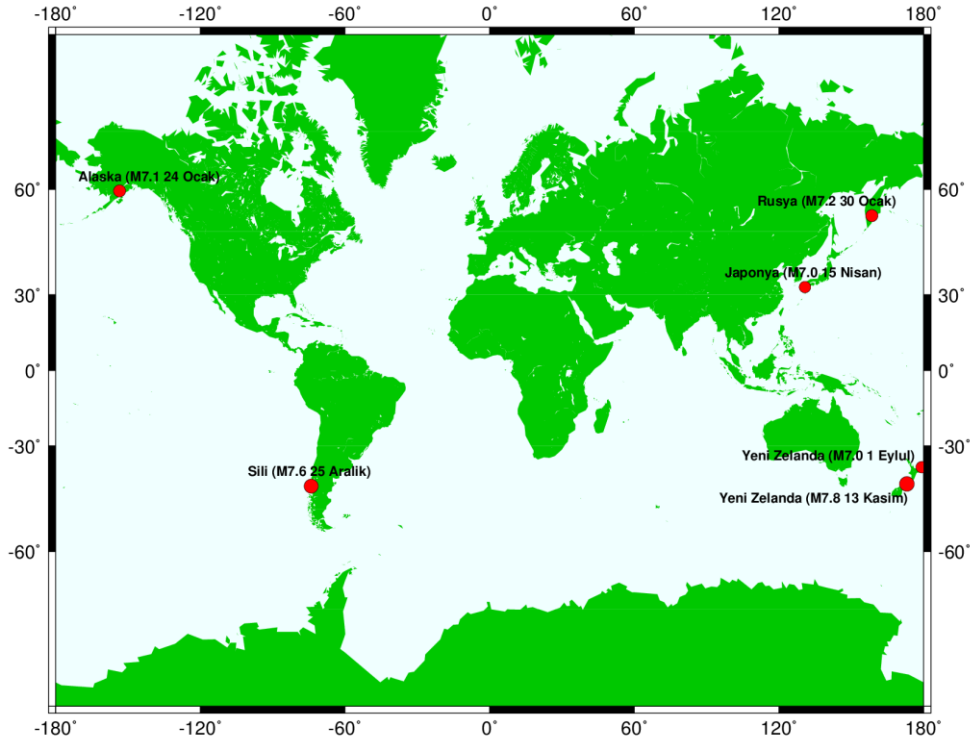 -180˚ -120˚ -60˚ 0˚ 60˚ 120˚ 180˚
Alaska (M7.1 24 Ocak)
60˚ 60˚
Rusya (M7.2 30 Ocak)
Japonya (M7.0 15 Nisan)
30˚ 30˚
0˚ 0˚
-30˚ -30˚
Yeni Zelanda (M7.0 1 Eylul)
Sili (M7.6 25 Aralik)
Yeni Zelanda (M7.8 13 Kasim)
-60˚ -60˚
-180˚ -120˚ -60˚ 0˚ 60˚ 120˚ 180˚